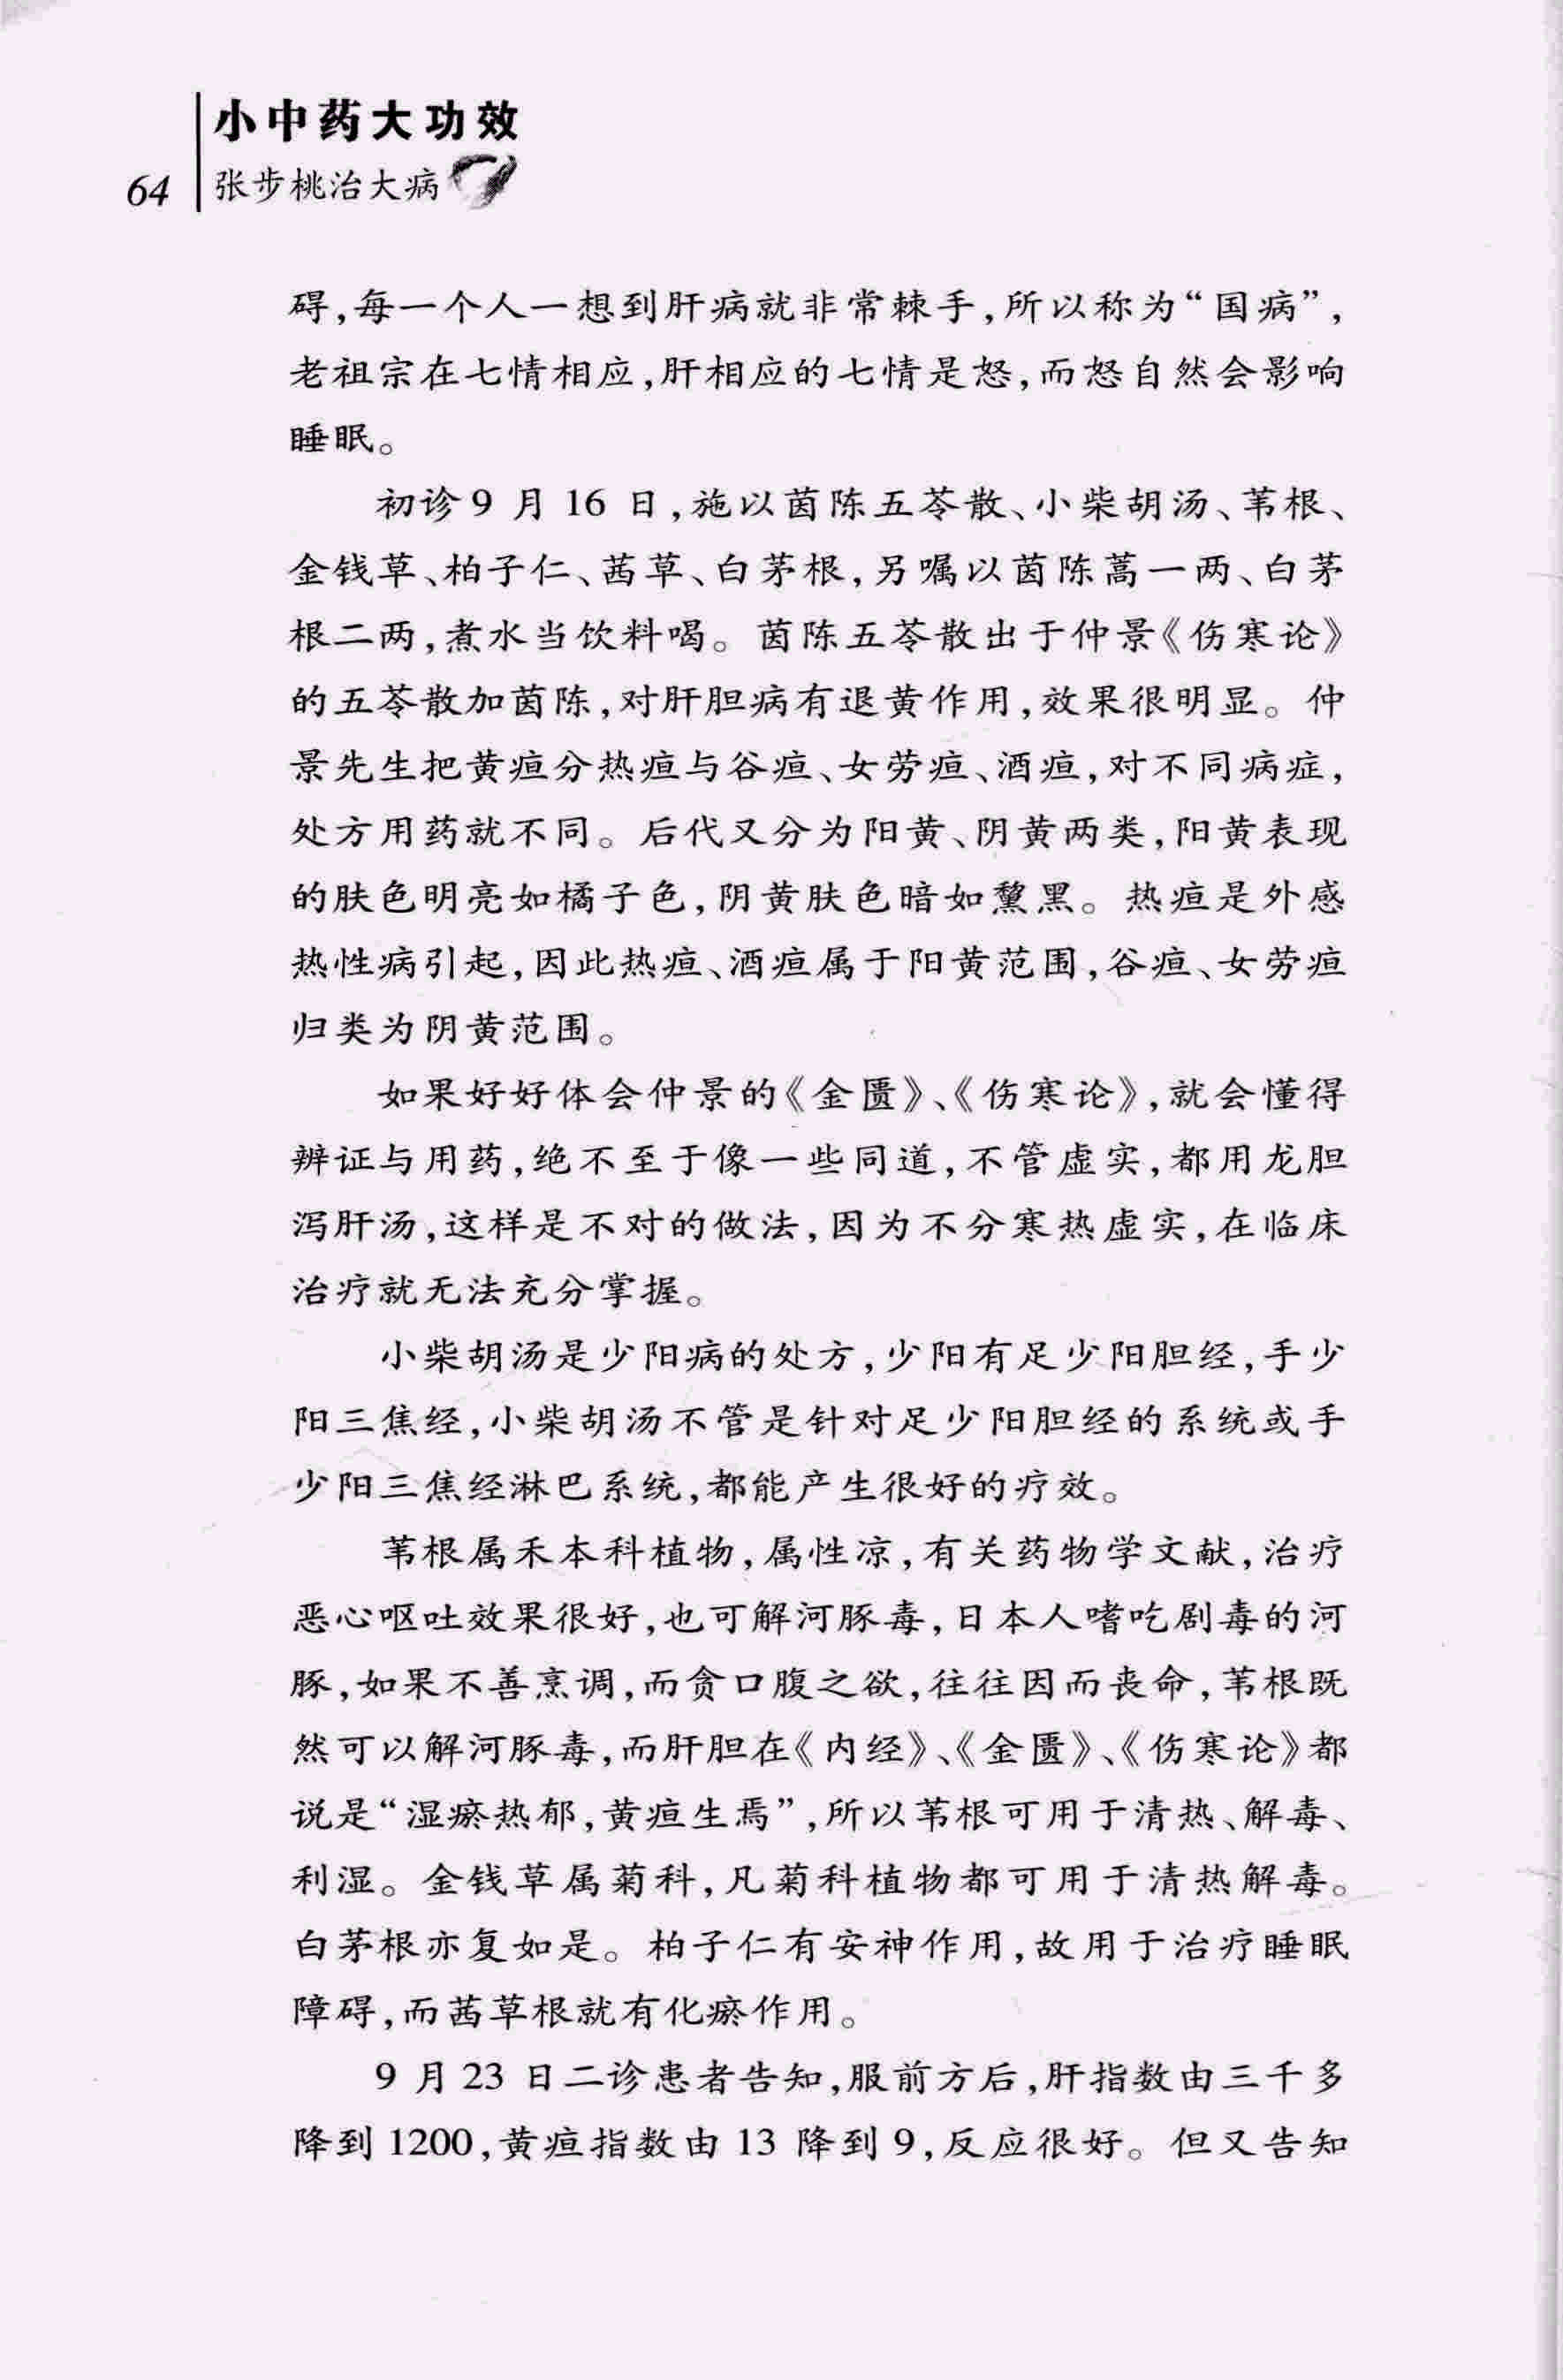 小中药大功效
64
张步桃治大病
碍,每一个人一想到肝病就非常棘手,所以称为“国病”,
老祖宗在七情相应,肝相应的七情是怒,而怒自然会影响
睡眠。
初诊9月16日,施以茵陈五苓散、小柴胡汤、苇根、
金钱草、柏子仁、茜草、白茅根,另嘱以茵陈蒿一两、白茅
根二两,煮水当饮料喝。茵陈五苓散出于仲景《伤寒论》
的五苓散加茵陈,对肝胆病有退黄作用,效果很明显。仲
景先生把黄疸分热疸与谷疸、女劳疸、酒疸,对不同病症,
处方用药就不同。后代又分为阳黄、阴黄两类,阳黄表现
的肤色明亮如橘子色,阴黄肤色暗如黧黑。热疸是外感
热性病引起,因此热疸、酒疸属于阳黄范围,谷疸、女劳疸
归类为阴黄范围。
如果好好体会仲景的《金匮》、《伤寒论》,就会懂得
辨证与用药,绝不至于像一些同道,不管虚实,都用龙胆
泻肝汤,这样是不对的做法,因为不分寒热虚实,在临床
治疗就无法充分掌握。
小柴胡汤是少阳病的处方,少阳有足少阳胆经,手少
阳三焦经,小柴胡汤不管是针对足少阳胆经的系统或手
少阳三焦经淋巴系统,都能产生很好的疗效。
苇根属禾本科植物,属性凉,有关药物学文献,治疗
恶心呕吐效果很好,也可解河豚毒,日本人嗜吃剧毒的河
豚,如果不善烹调,而贪口腹之欲,往往因而丧命,苇根既
然可以解河豚毒,而肝胆在《内经》、《金匮》、《伤寒论》都
说是“湿瘀热郁,黄疸生焉”,所以苇根可用于清热、解毒、
利湿。金钱草属菊科,凡菊科植物都可用于清热解毒。
白茅根亦复如是。柏子仁有安神作用,故用于治疗睡眠
障碍,而茜草根就有化瘀作用。
9月23日二诊患者告知,服前方后,肝指数由三千多
降到1200,黄疸指数由13降到9,反应很好。但又告知